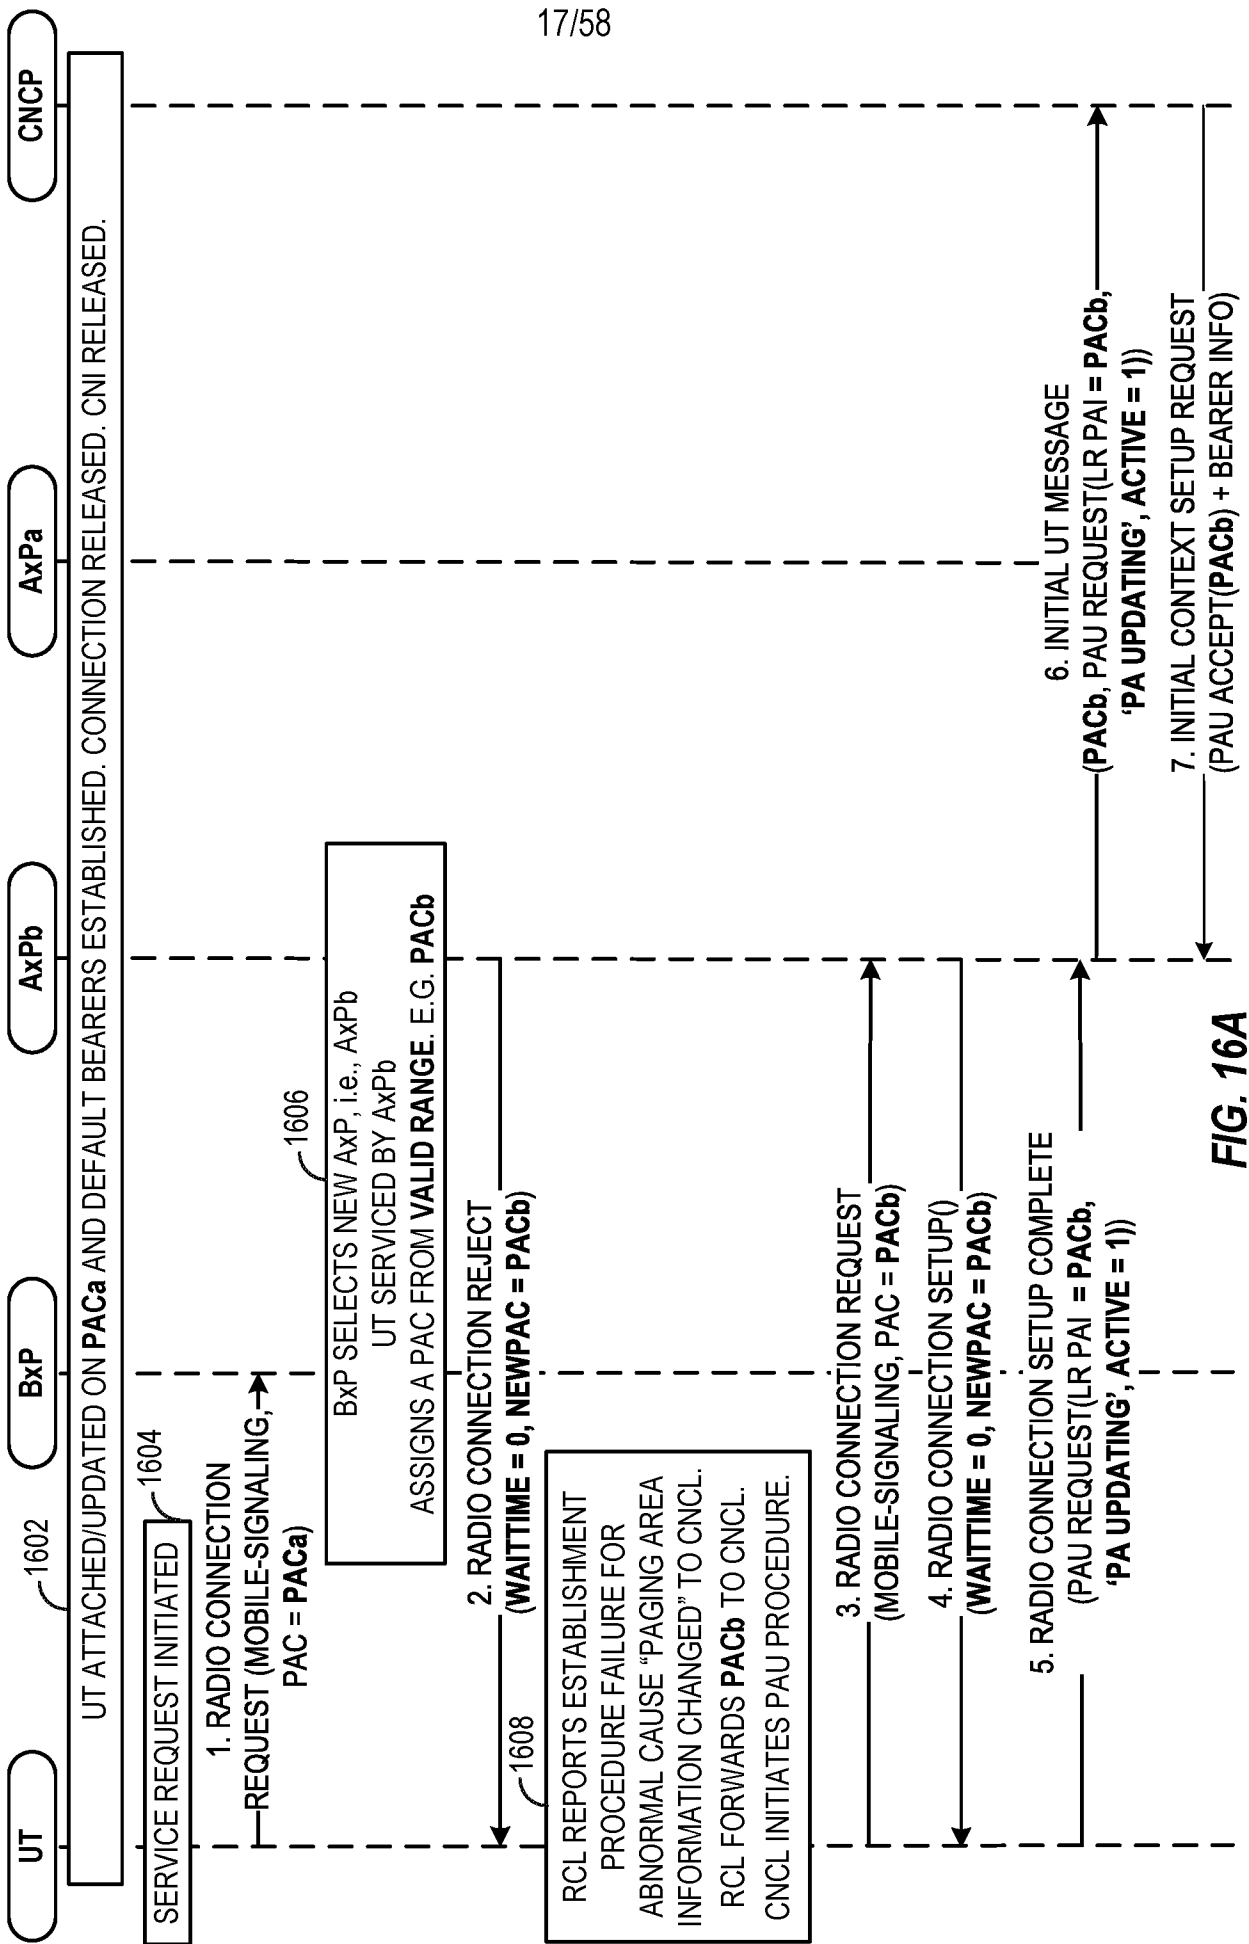 17/58
UT
BxP
AxPb
AxPa
CNCP
1602
UT ATTACHED/UPDATED ON PACa AND DEFAULT BEARERS ESTABLISHED. CONNECTION RELEASED. CNI RELEASED.
1604
SERVICE REQUEST INITIATED
1. RADIO CONNECTION
REQUEST (MOBILE-SIGNALING,
PAC = PACa)
1606
BxP SELECTS NEW AxP, i.e., AxPb
UT SERVICED BY AxPb
ASSIGNS A PAC FROM VALID RANGE. E.G. PACb
2. RADIO CONNECTION REJECT
(WAITTIME = 0, NEWPAC = PACb)
1608
RCL REPORTS ESTABLISHMENT
PROCEDURE FAILURE FOR
ABNORMAL CAUSE “PAGING AREA
INFORMATION CHANGED” TO CNCL.
RCL FORWARDS PACb TO CNCL.
CNCL INITIATES PAU PROCEDURE.
3. RADIO CONNECTION REQUEST
(MOBILE-SIGNALING, PAC = PACb)
4. RADIO CONNECTION SETUP()
(WAITTIME = 0, NEWPAC = PACb)
5. RADIO CONNECTION SETUP COMPLETE
(PAU REQUEST(LR PAI = PACb,
‘PA UPDATING’, ACTIVE = 1))
6. INITIAL UT MESSAGE
(PACb, PAU REQUEST(LR PAI = PACb,
‘PA UPDATING’, ACTIVE = 1))
7. INITIAL CONTEXT SETUP REQUEST
(PAU ACCEPT(PACb) + BEARER INFO)
FIG. 16A